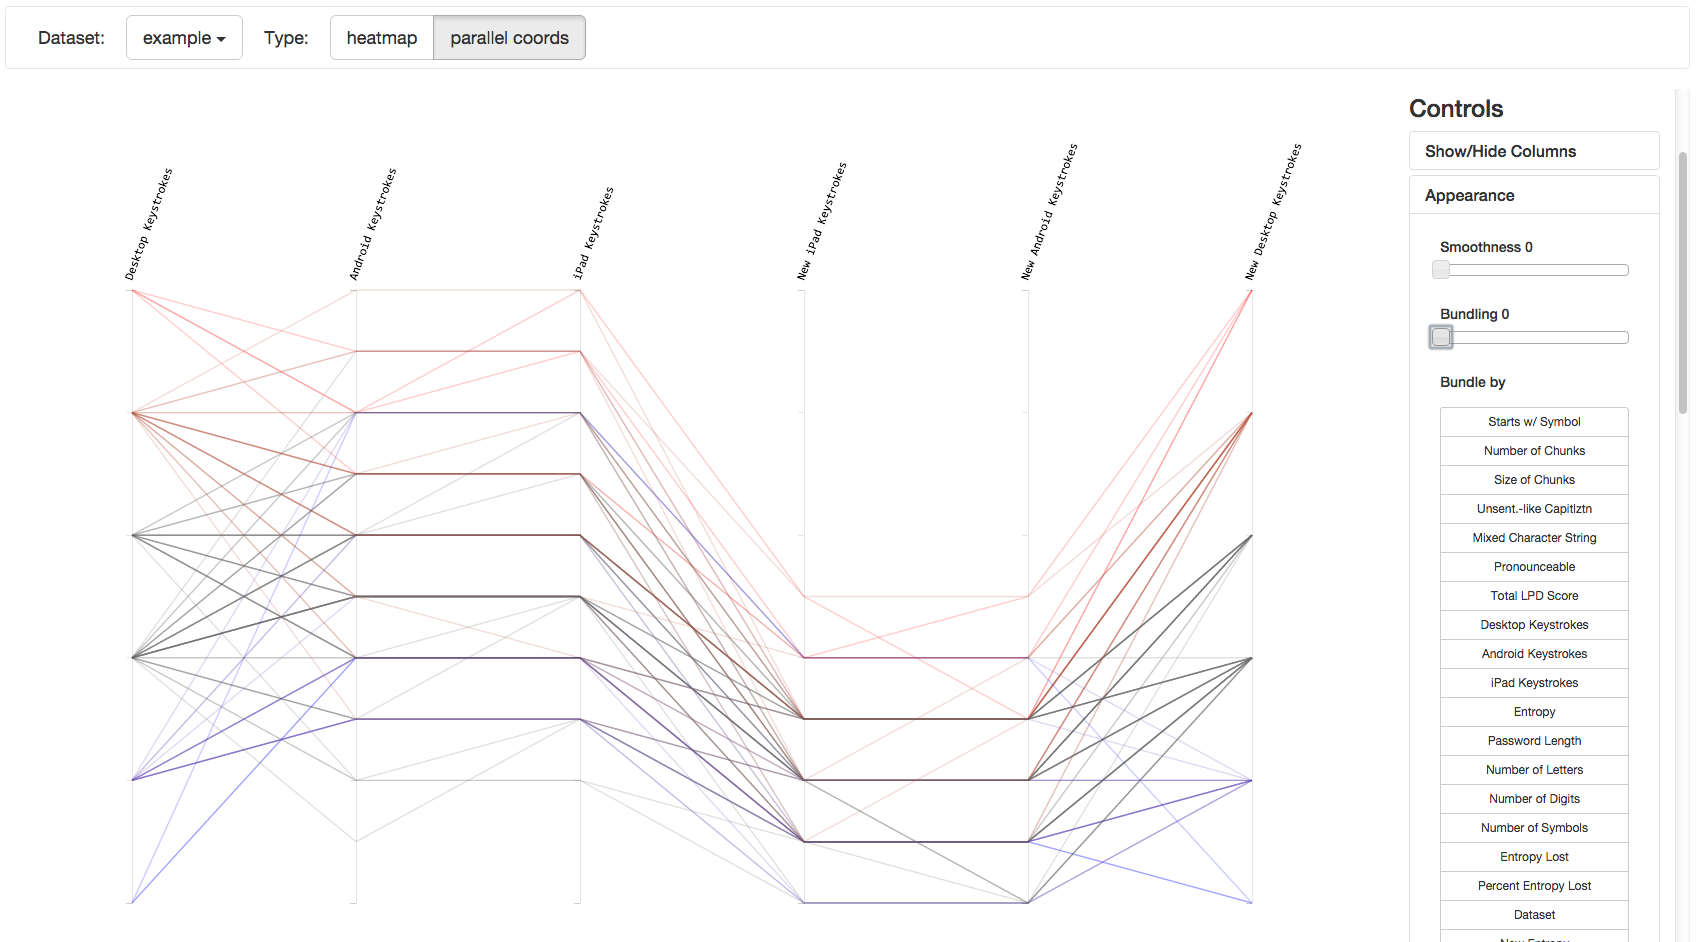 Dataset: example Type: heatmap parallel coords
Desktop Keystrokes
Android Keystrokes
iPad Keystrokes
New iPad Keystrokes
New Android Keystrokes
New Desktop Keystrokes
Controls
Show/Hide Columns
Appearance
Smoothness 0
Bundling 0
Bundle by
Starts w/ Symbol
Number of Chunks
Size of Chunks
Unsent.-like Capitlztn
Mixed Character String
Pronounceable
Total LPD Score
Desktop Keystrokes
Android Keystrokes
iPad Keystrokes
Entropy
Password Length
Number of Letters
Number of Digits
Number of Symbols
Entropy Lost
Percent Entropy Lost
Dataset
New Entropy